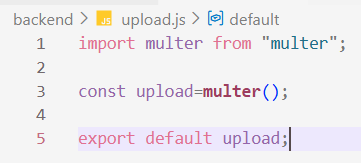 backend > JS upload.js > default
1 import multer from "multer";
2
3 const upload=multer();
4
5 export default upload;